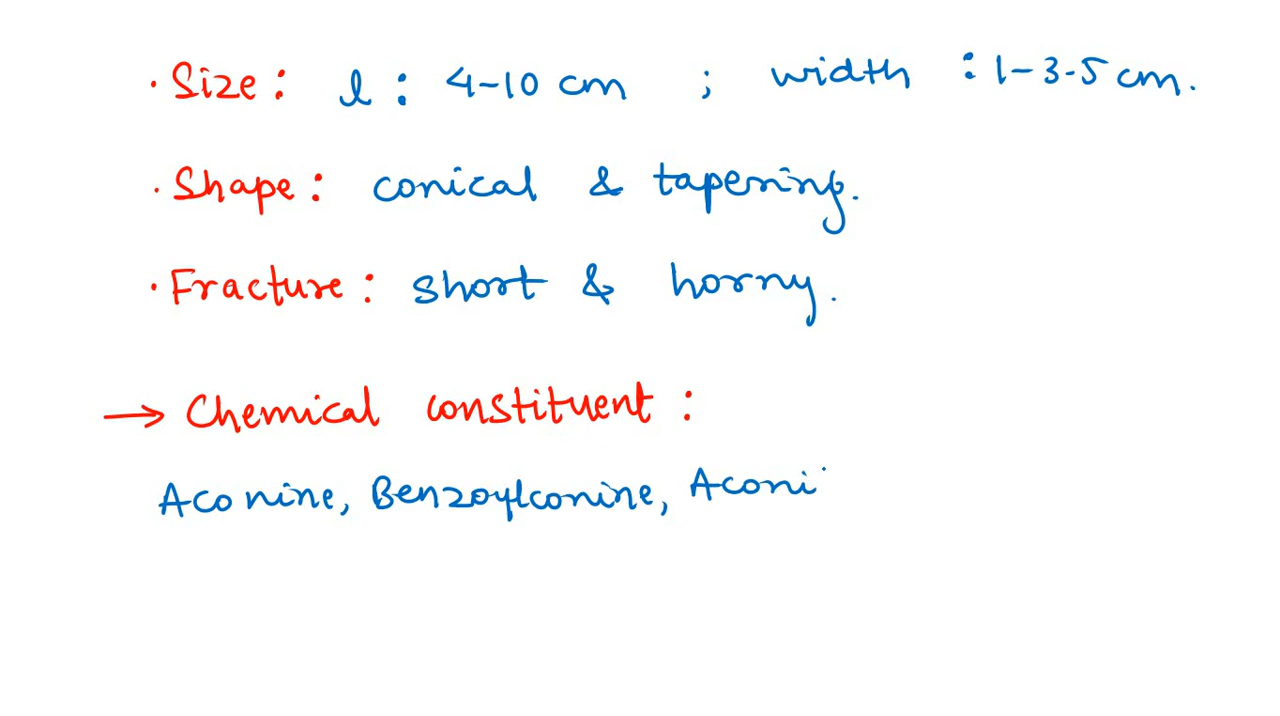 · Size: l: 4-10 cm ; width : 1-3.5 cm.
· Shape: conical & tapering.
· Fracture: short & horny.
→ Chemical constituent :
Aconine, Benzoylconine, Aconi